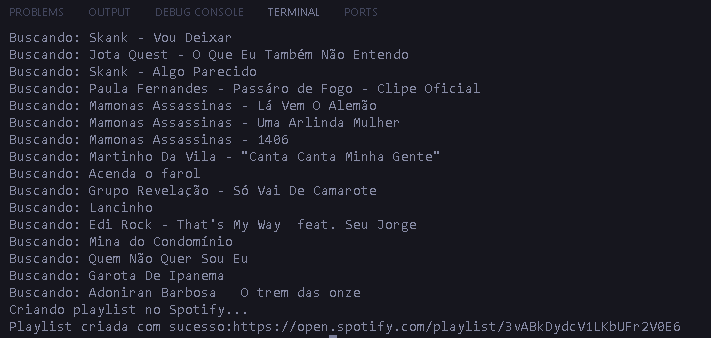 PROBLEMS OUTPUT DEBUG CONSOLE TERMINAL PORTS
Buscando: Skank - Vou Deixar
Buscando: Jota Quest - O Que Eu Também Não Entendo
Buscando: Skank - Algo Parecido
Buscando: Paula Fernandes - Passáro de Fogo - Clipe Oficial
Buscando: Mamonas Assassinas - Lá Vem O Alemão
Buscando: Mamonas Assassinas - Uma Arlinda Mulher
Buscando: Mamonas Assassinas - 1406
Buscando: Martinho Da Vila - "Canta Canta Minha Gente"
Buscando: Acenda o farol
Buscando: Grupo Revelação - Só Vai De Camarote
Buscando: Lancinho
Buscando: Edi Rock - That's My Way  feat. Seu Jorge
Buscando: Mina do Condomínio
Buscando: Quem Não Quer Sou Eu
Buscando: Garota De Ipanema
Buscando: Adoniran Barbosa   O trem das onze
Criando playlist no Spotify...
Playlist criada com sucesso:https://open.spotify.com/playlist/3vABkDydcV1LKbUFr2V0E6